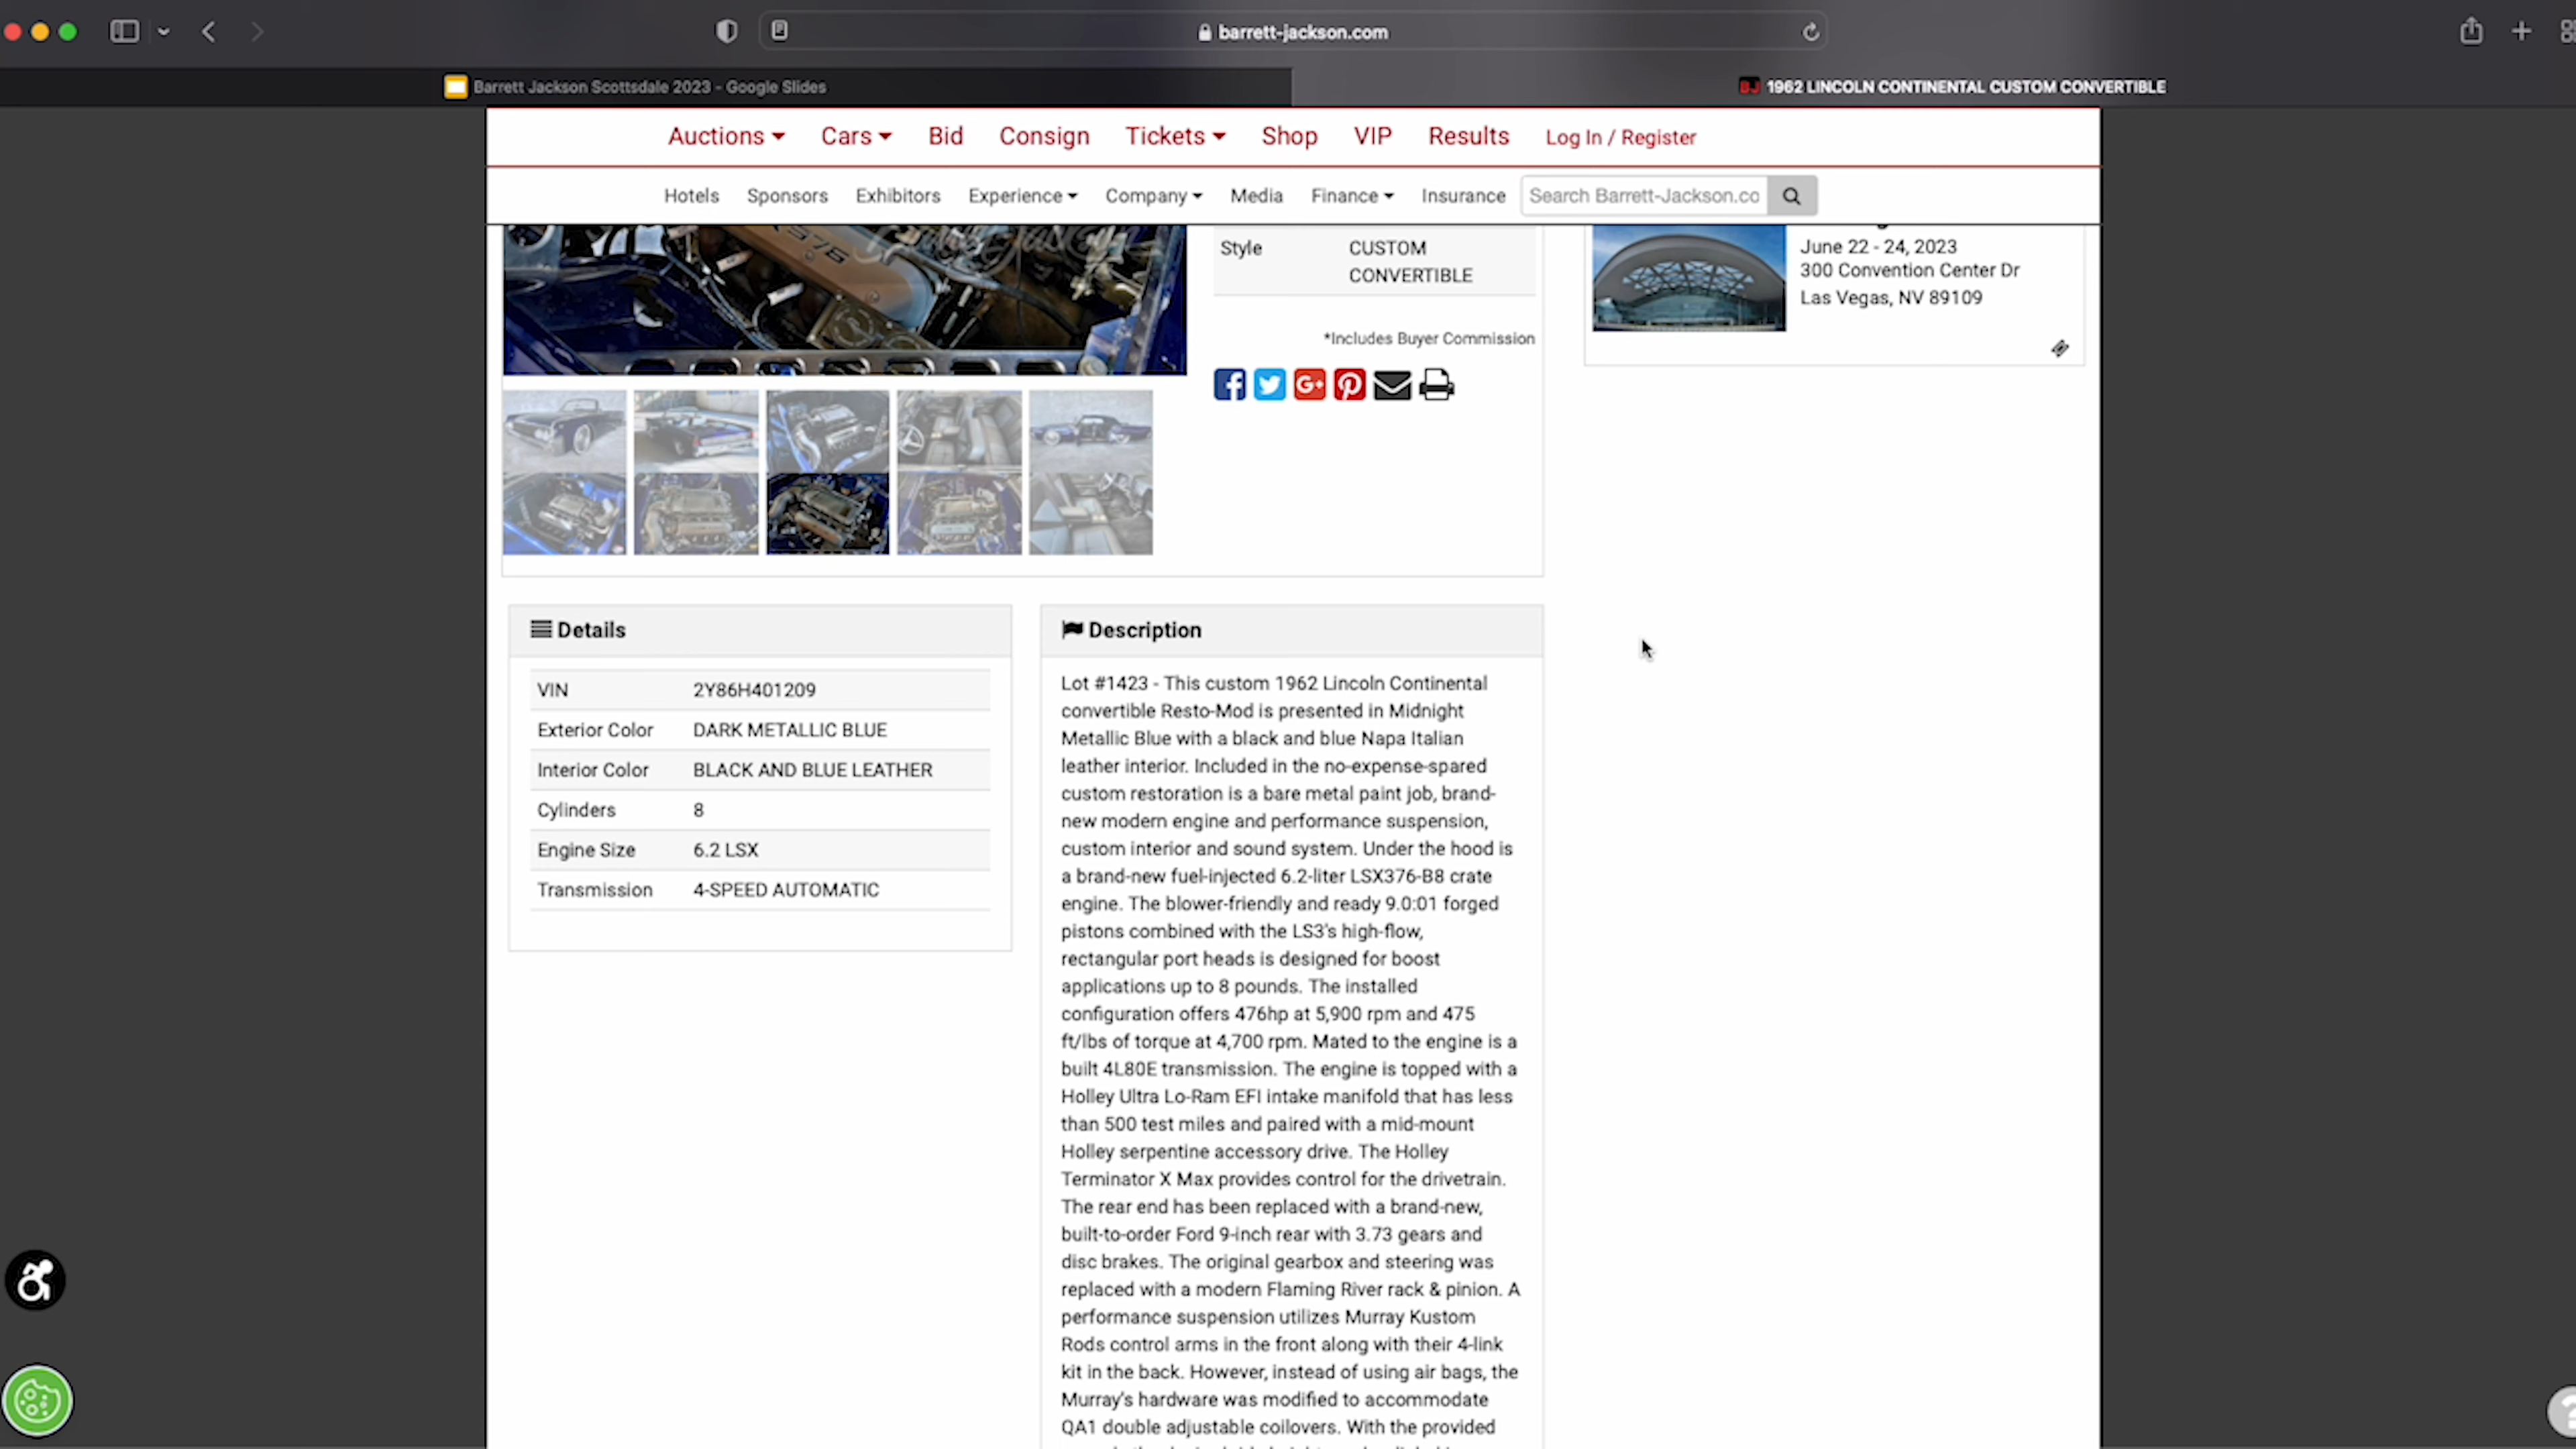 barrett-jackson.com
Barrett Jackson Scottsdale 2023 - Google Slides
BJ 1962 LINCOLN CONTINENTAL CUSTOM CONVERTIBLE
Auctions Cars Bid Consign Tickets Shop VIP Results Log In / Register
Hotels Sponsors Exhibitors Experience Company Media Finance Insurance Search Barrett-Jackson.co
Style CUSTOM
CONVERTIBLE
*Includes Buyer Commission
June 22 - 24, 2023
300 Convention Center Dr
Las Vegas, NV 89109
Details
VIN 2Y86H401209
Exterior Color DARK METALLIC BLUE
Interior Color BLACK AND BLUE LEATHER
Cylinders 8
Engine Size 6.2 LSX
Transmission 4-SPEED AUTOMATIC
Description
Lot #1423 - This custom 1962 Lincoln Continental
convertible Resto-Mod is presented in Midnight
Metallic Blue with a black and blue Napa Italian
leather interior. Included in the no-expense-spared
custom restoration is a bare metal paint job, brand-
new modern engine and performance suspension,
custom interior and sound system. Under the hood is
a brand-new fuel-injected 6.2-liter LSX376-B8 crate
engine. The blower-friendly and ready 9.0:01 forged
pistons combined with the LS3's high-flow,
rectangular port heads is designed for boost
applications up to 8 pounds. The installed
configuration offers 476hp at 5,900 rpm and 475
ft/lbs of torque at 4,700 rpm. Mated to the engine is a
built 4L80E transmission. The engine is topped with a
Holley Ultra Lo-Ram EFI intake manifold that has less
than 500 test miles and paired with a mid-mount
Holley serpentine accessory drive. The Holley
Terminator X Max provides control for the drivetrain.
The rear end has been replaced with a brand-new,
built-to-order Ford 9-inch rear with 3.73 gears and
disc brakes. The original gearbox and steering was
replaced with a modern Flaming River rack & pinion. A
performance suspension utilizes Murray Kustom
Rods control arms in the front along with their 4-link
kit in the back. However, instead of using air bags, the
Murray's hardware was modified to accommodate
QA1 double adjustable coilovers. With the provided